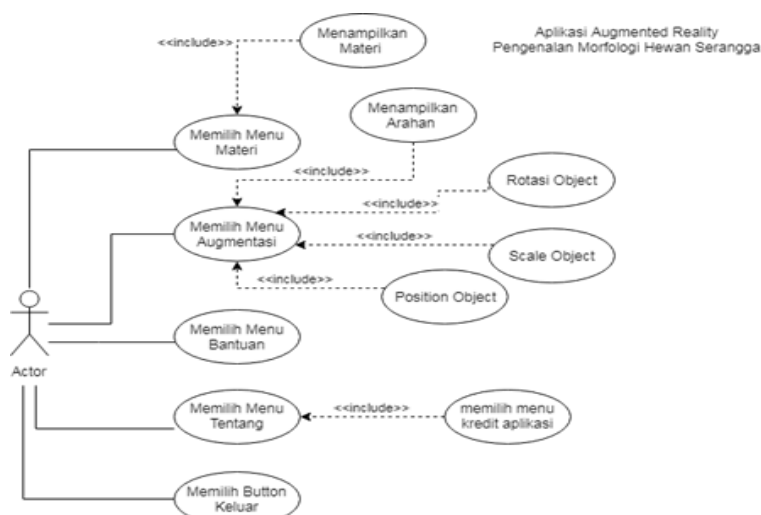 Aplikasi Augmented Reality
Pengenalan Morfologi Hewan Serangga
Menampilkan
Materi
<<include>>
Menampilkan
Arahan
Memilih Menu
Materi
<<include>>
Rotasi Object
<<include>>
Memilih Menu
Augmentasi
<<include>>
Scale Object
<<include>>
Position Object
Memilih Menu
Bantuan
Actor
Memilih Menu
Tentang
<<include>>
memilih menu
kredit aplikasi
Memilih Button
Keluar